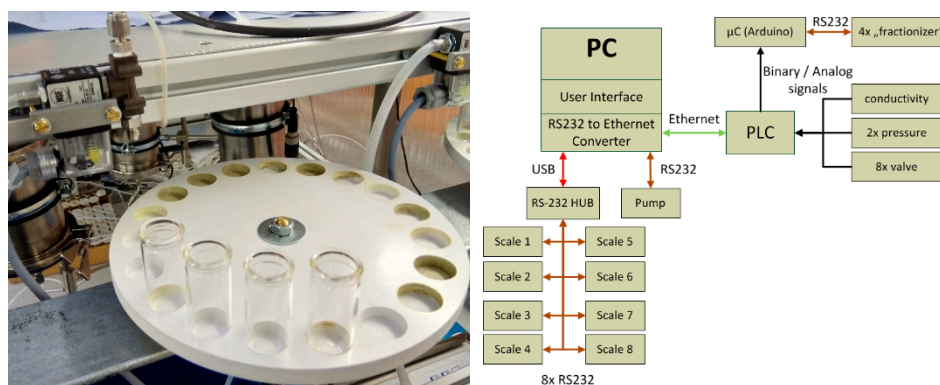 PC
User Interface
RS232 to Ethernet
Converter
Ethernet
PLC
µC (Arduino)
RS232
4x „fractionizer"
Binary / Analog
signals
conductivity
2x pressure
8x valve
USB
RS232
RS-232 HUB
Pump
Scale 1
Scale 5
Scale 2
Scale 6
Scale 3
Scale 7
Scale 4
Scale 8
8x RS232